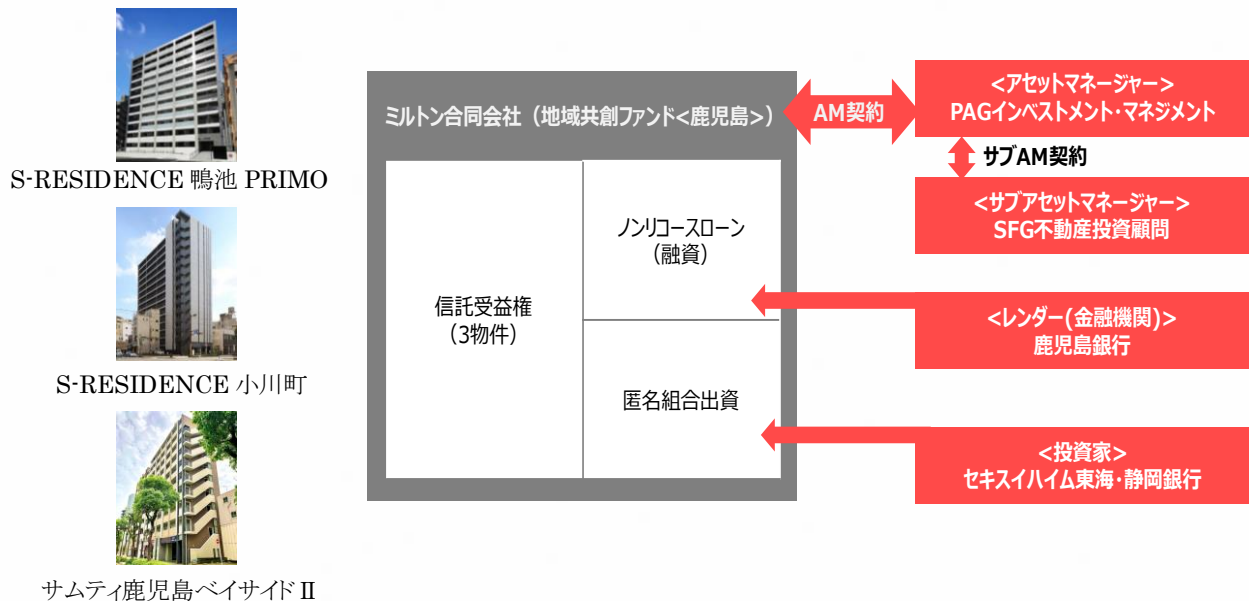 S-RESIDENCE 鴨池 PRIMO
S-RESIDENCE 小川町
サムティ鹿児島ベイサイドⅡ
ミルトン合同会社（地域共創ファンド<鹿児島>）
信託受益権
（3物件）
ノンリコースローン
（融資）
匿名組合出資
AM契約
<アセットマネージャー>
PAGインベストメント・マネジメント
サブAM契約
<サブアセットマネージャー>
SFG不動産投資顧問
<レンダー(金融機関)>
鹿児島銀行
<投資家>
セキスイハイム東海・静岡銀行